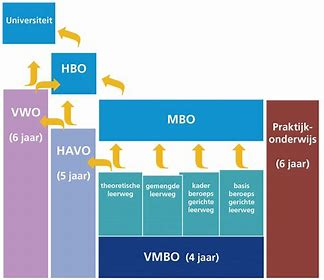 Universiteit
HBO
VWO
(6 jaar)
HAVO
(5 jaar)
MBO
Praktijk-
onderwijs
(6 jaar)
theoretische
leerweg
gemengde
leerweg
kader
beroeps
gerichte
leerweg
basis
beroeps
gerichte
leerweg
VMBO (4 jaar)